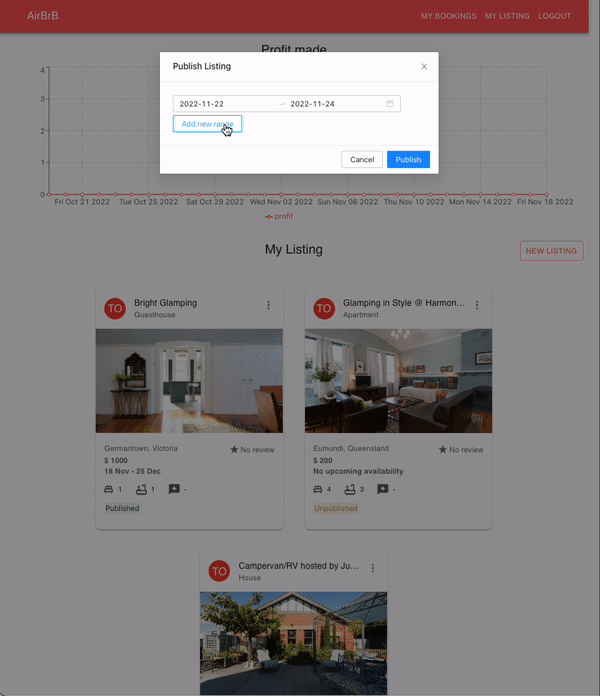 AirBrB MY BOOKINGS MY LISTING LOGOUT
Profit made
Publish Listing
2022-11-22 → 2022-11-24
Add new range
Cancel Publish
4
3
2
1
0
Fri Oct 21 2022 Tue Oct 25 2022 Sat Oct 29 2022 Wed Nov 02 2022 Sun Nov 06 2022 Thu Nov 10 2022 Mon Nov 14 2022 Fri Nov 18 2022
profit
My Listing
NEW LISTING
TO Bright Glamping
Guesthouse
Germantown, Victoria
No review
$ 1000
18 Nov - 25 Dec
1 1 -
Published
TO Glamping in Style @ Harmon...
Apartment
Eumundi, Queensland
No review
$ 200
No upcoming availability
4 3 -
Unpublished
TO Campervan/RV hosted by Ju...
House